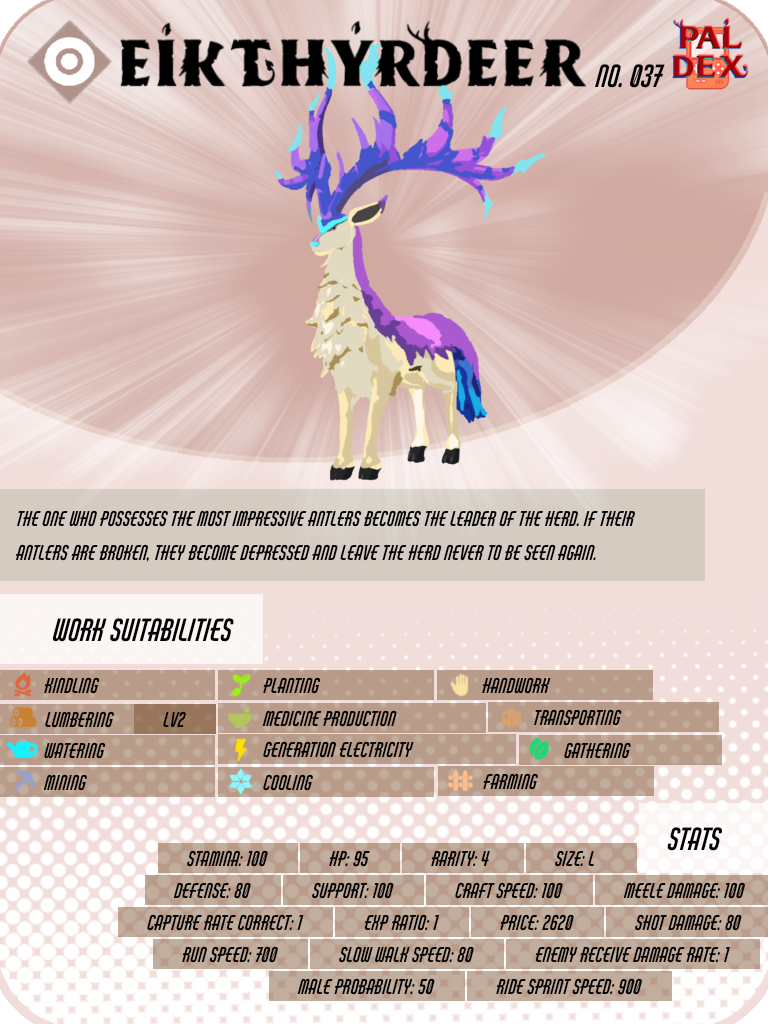 EIKTHYRDEER NO. 037
PAL
DEX
THE ONE WHO POSSESSES THE MOST IMPRESSIVE ANTLERS BECOMES THE LEADER OF THE HERD. IF THEIR
ANTLERS ARE BROKEN, THEY BECOME DEPRESSED AND LEAVE THE HERD NEVER TO BE SEEN AGAIN.
WORK SUITABILITIES
KINDLING PLANTING HANDWORK
LUMBERING LV2 MEDICINE PRODUCTION TRANSPORTING
WATERING GENERATION ELECTRICITY GATHERING
MINING COOLING FARMING
STATS
STAMINA: 100 HP: 95 RARITY: 4 SIZE: L
DEFENSE: 80 SUPPORT: 100 CRAFT SPEED: 100 MEELE DAMAGE: 100
CAPTURE RATE CORRECT: 1 EXP RATIO: 1 PRICE: 2620 SHOT DAMAGE: 80
RUN SPEED: 700 SLOW WALK SPEED: 80 ENEMY RECEIVE DAMAGE RATE: 1
MALE PROBABILITY: 50 RIDE SPRINT SPEED: 900